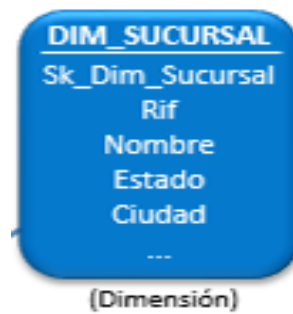 DIM_SUCURSAL
Sk_Dim_Sucursal
Rif
Nombre
Estado
Ciudad
...
(Dimensión)